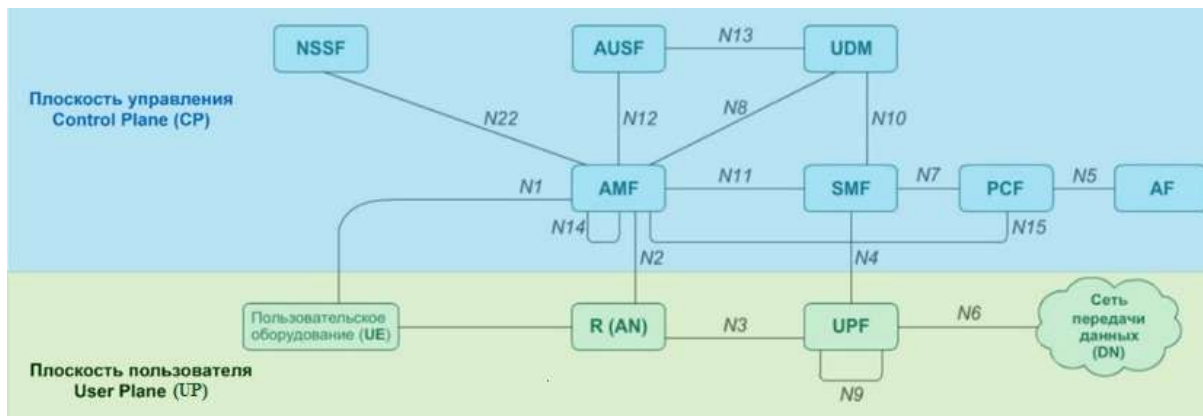 NSSF
AUSF
N13
UDM
Плоскость управления
Control Plane (CP)
N22
N12
N8
N10
N1
AMF
N11
SMF
N7
PCF
N5
AF
N14
N15
N2
N4
Пользовательское
оборудование (UE)
R (AN)
N3
UPF
N6
Сеть
передачи
данных
(DN)
Плоскость пользователя
User Plane (UP)
N9